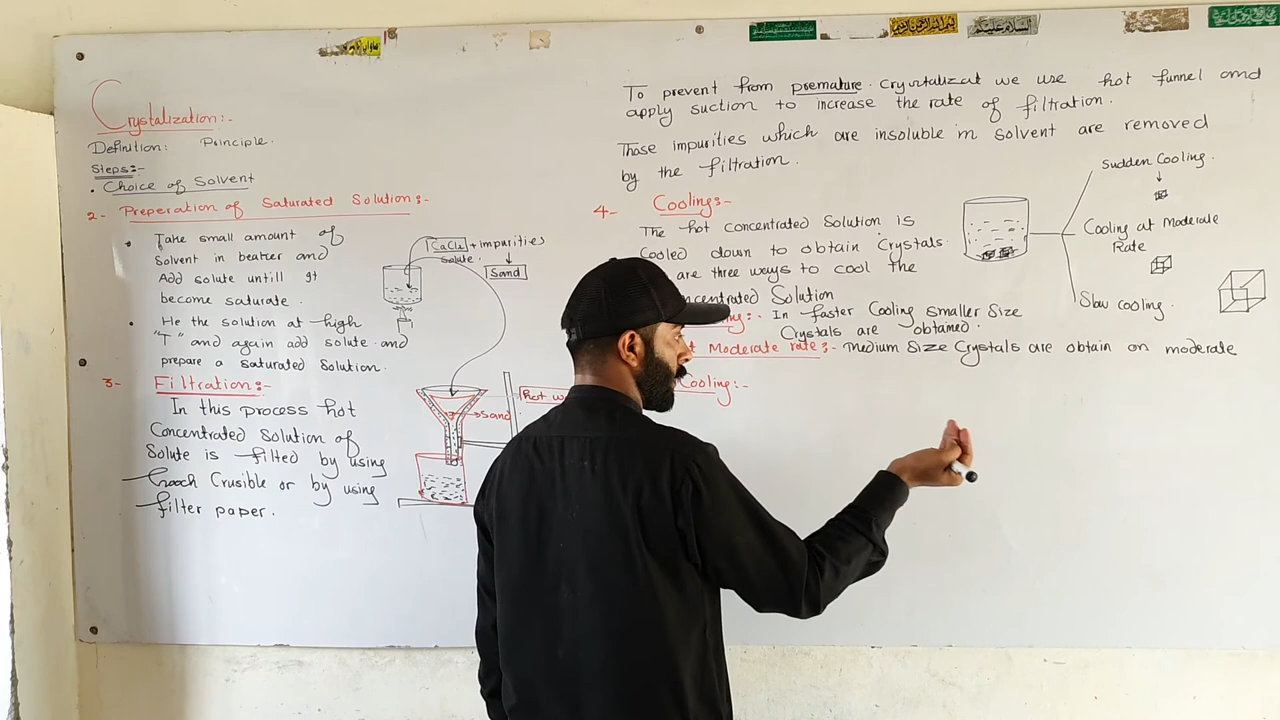 Crystalization:-
Definition: Principle.
Steps:-
. Choice of Solvent
2- Preperation of Saturated Solution:-
Take small amount of
Solvent in beaker and
Add solute untill it
become saturate.
He the solution at high
"T" and again add solute and
prepare a saturated solution.
CaCl2 + impurities
solute.
Sand
3- Filtration:-
In this process hot
Concentrated Solution of
Solute is filted by using
Gooch Crusible or by using
filter paper.
Sand
hot w
To prevent from premature. Crystalizat we use hot funnel and
apply suction to increase the rate of filtration.
Those impurities which are insoluble in solvent are removed
by the filtration.
4- Cooling:-
The hot concentrated Solution is
Cooled down to obtain Crystals.
are three ways to cool the
ncentrated Solution
ng:- In faster Cooling smaller Size
Crystals are obtained.
t Moderate rate:- Medium Size Crystals are obtain on moderate
Cooling:-
Sudden Cooling.
Cooling at Moderate
Rate
Slow cooling.
السلام علیکم